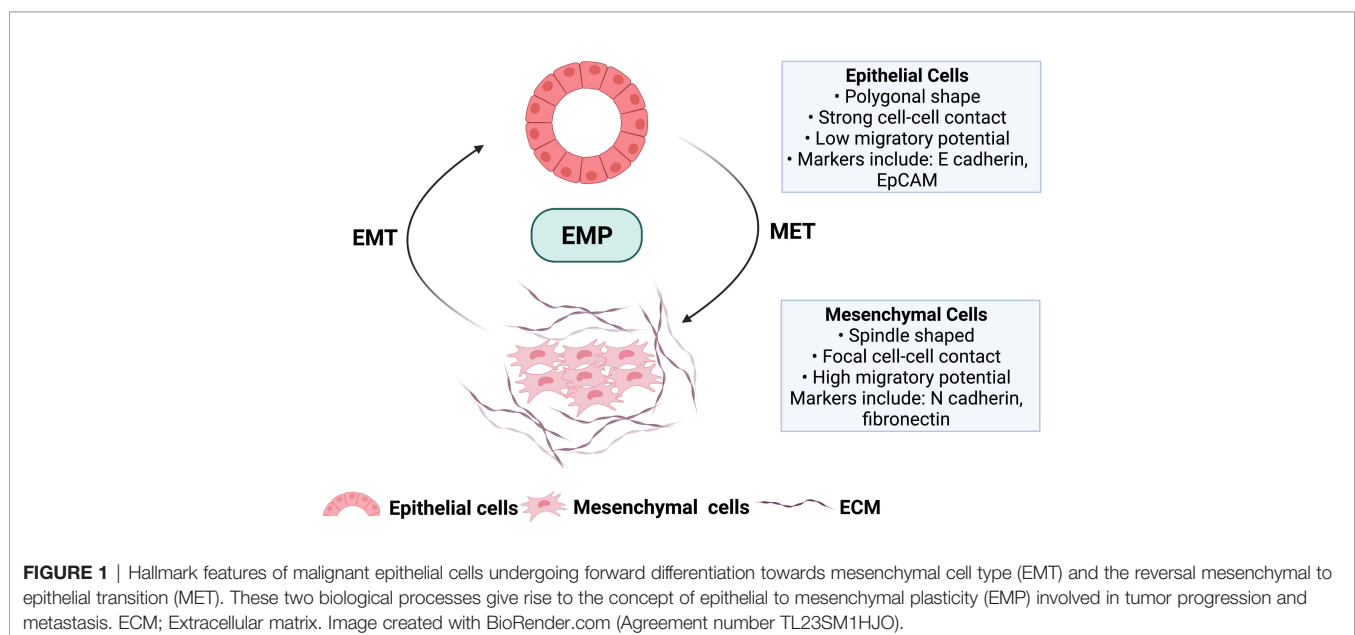 Epithelial Cells
• Polygonal shape
• Strong cell-cell contact
• Low migratory potential
• Markers include: E cadherin,
EpCAM
EMT
EMP
MET
Mesenchymal Cells
• Spindle shaped
• Focal cell-cell contact
• High migratory potential
Markers include: N cadherin,
fibronectin
Epithelial cells
Mesenchymal cells
ECM
FIGURE 1 | Hallmark features of malignant epithelial cells undergoing forward differentiation towards mesenchymal cell type (EMT) and the reversal mesenchymal to
epithelial transition (MET). These two biological processes give rise to the concept of epithelial to mesenchymal plasticity (EMP) involved in tumor progression and
metastasis. ECM; Extracellular matrix. Image created with BioRender.com (Agreement number TL23SM1HJO).